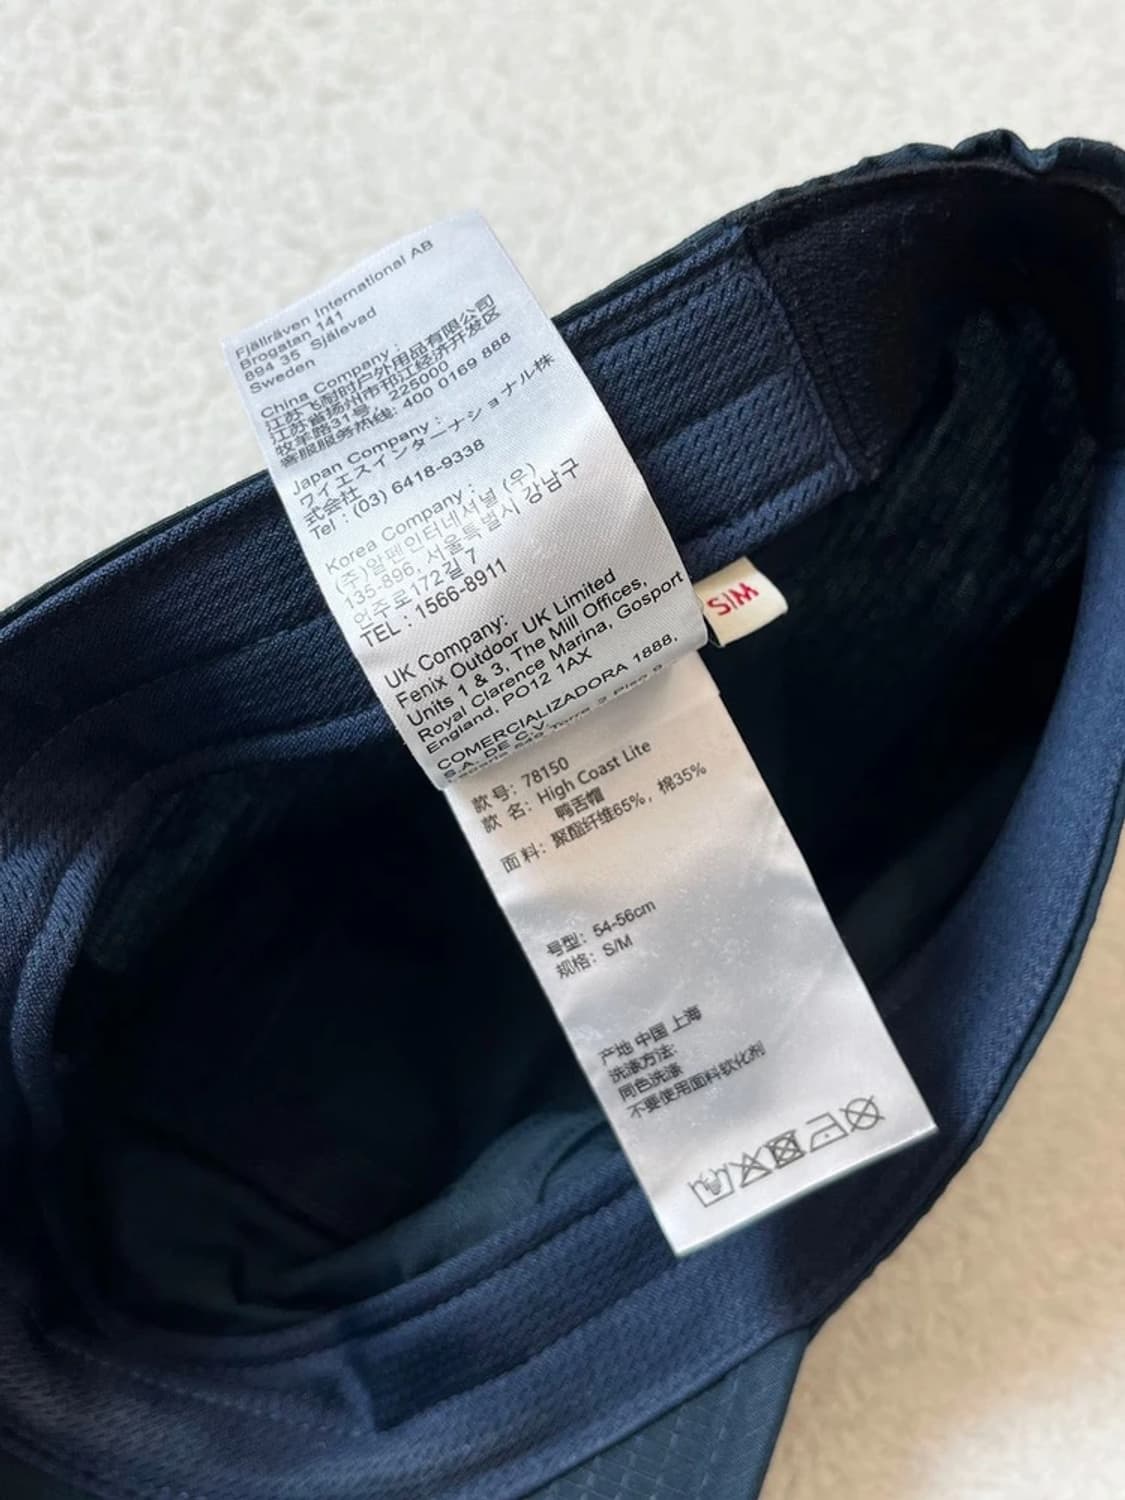 Fjällräven International AB
Brogatan 141
894 35 Själevad
Sweden
China Company :
江苏飞耐时户外用品有限公司
江苏省扬州市邗江经济开发区
牧羊路31号, 225000
客服服务热线: 400 0169 888
Japan Company :
ワイエスインターナショナル株
式会社
Tel : (03) 6418-9338
Korea Company :
(주)알펜인터네셔널 (우)
135-896, 서울특별시 강남구
언주로172길 7
TEL : 1566-8911
UK Company:
Fenix Outdoor UK Limited
Units 1 & 3, The Mill Offices,
Royal Clarence Marina, Gosport
England, PO12 1AX
COMERCIALIZADORA 1888,
S.A. DE C.V.
Torre 2 Piso 9
S/M
款号: 78150
款名: High Coast Lite
鸭舌帽
面料: 聚酯纤维65%, 棉35%
号型: 54-56cm
规格: S/M
产地 中国 上海
洗涤方法:
同色洗涤
不要使用面料软化剂